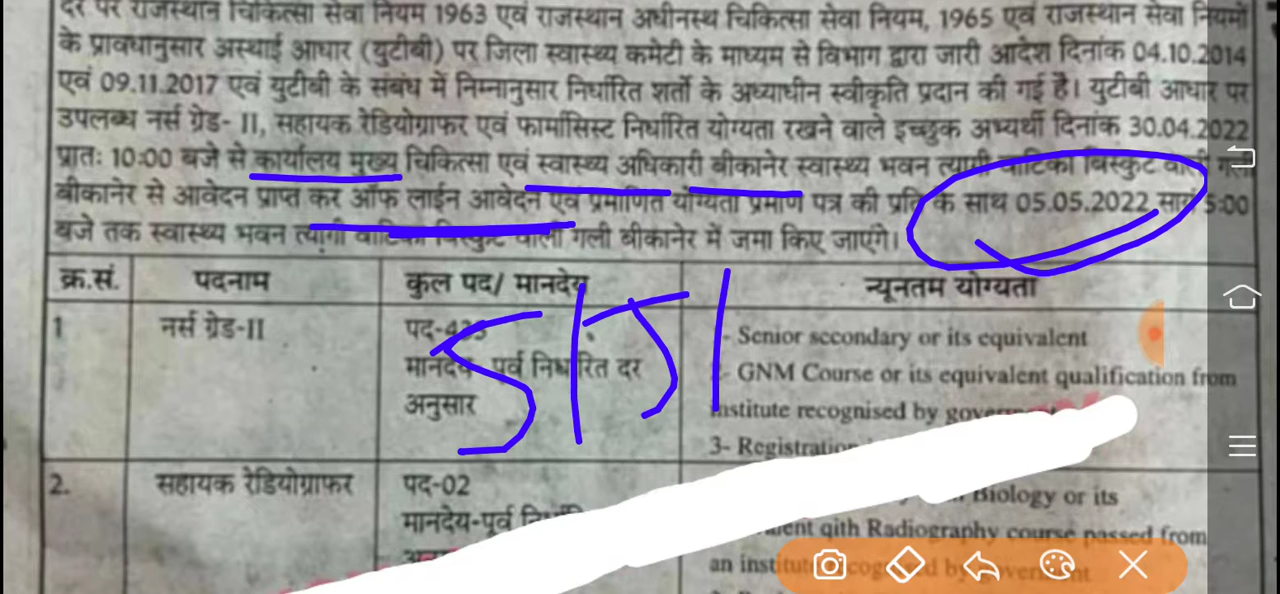 दर पर राजस्थान चिकित्सा सेवा नियम 1963 एवं राजस्थान अधीनस्थ चिकित्सा सेवा नियम, 1965 एवं राजस्थान सेवा नियमों
के प्रावधानुसार अस्थाई आधार (युटीबी) पर जिला स्वास्थ्य कमेटी के माध्यम से विभाग द्वारा जारी आदेश दिनांक 04.10.2014
एवं 09.11.2017 एवं युटीबी के संबंध में निम्नानुसार निर्धारित शर्तो के अध्याधीन स्वीकृति प्रदान की गई है। युटीबी आधार पर
उपलब्ध नर्स ग्रेड- II, सहायक रेडियोग्राफर एवं फार्मासिस्ट निर्धारित योग्यता रखने वाले इच्छुक अभ्यर्थी दिनांक 30.04.2022
प्रातः 10:00 बजे से कार्यालय मुख्य चिकित्सा एवं स्वास्थ्य अधिकारी बीकानेर स्वास्थ्य भवन त्यागी वाटिका बिस्कुट वाली गली
बीकानेर से आवेदन प्राप्त कर ऑफ लाईन आवेदन एवं प्रमाणित योग्यता प्रमाण पत्र की प्रति के साथ 05.05.2022 सायं 5:00
बजे तक स्वास्थ्य भवन त्यागी वाटिका बिस्कुट वाली गली बीकानेर में जमा किए जाएंगे।
क्र.सं. पदनाम कुल पद/ मानदेय न्यूनतम योग्यता
1 नर्स ग्रेड-II पद- Senior secondary or its equivalent
मानदेय- पूर्व निर्धारित दर - GNM Course or its equivalent qualification from
अनुसार institute recognised by
3- Registration
2. सहायक रेडियोग्राफर पद-02 Biology or its
मानदेय-पूर्व qith Radiography course passed from
an